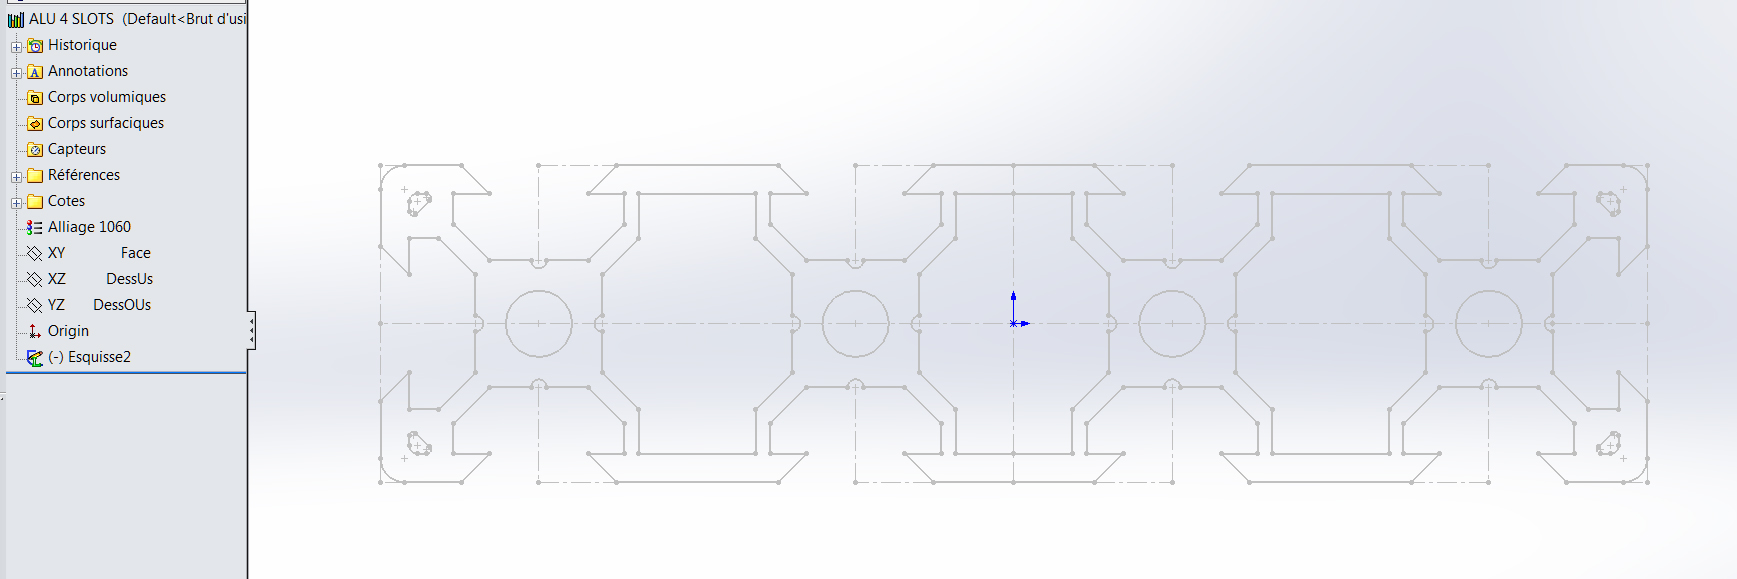 ALU 4 SLOTS (Default<Brut d'usi
Historique
Annotations
Corps volumiques
Corps surfaciques
Capteurs
Références
Cotes
Alliage 1060
XY Face
XZ DessUs
YZ DessOUs
Origin
(-) Esquisse2